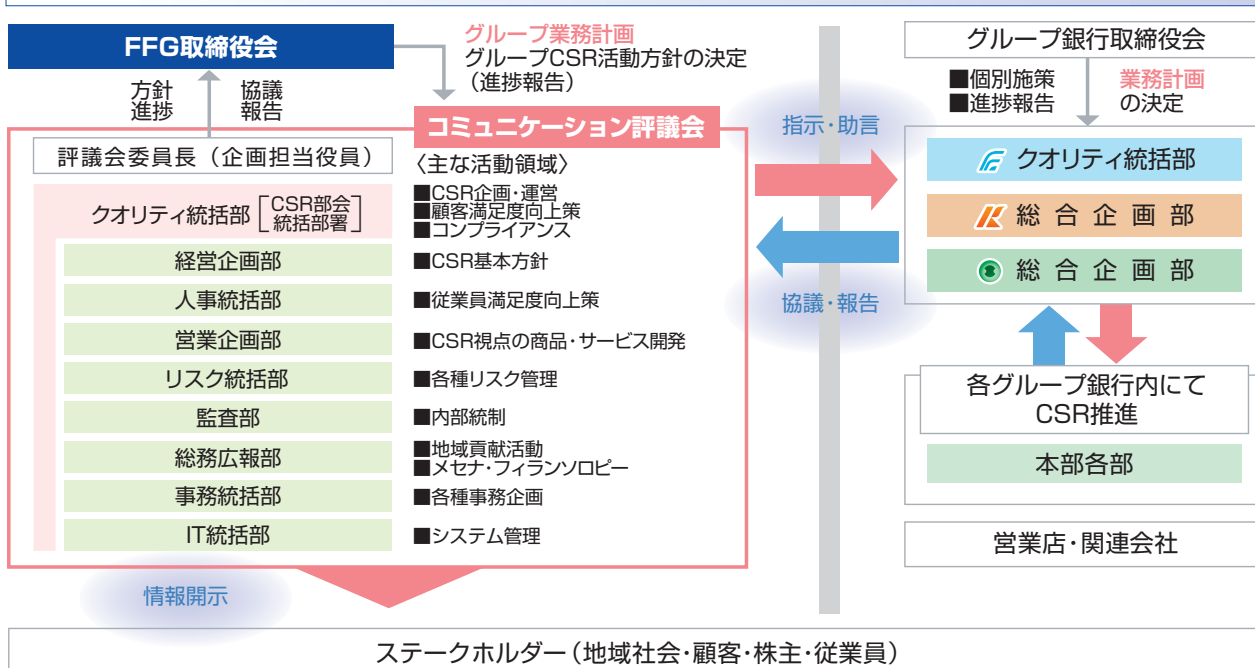 FFG取締役会
グループ業務計画
グループCSR活動方針の決定
（進捗報告）
方針
進捗
協議
報告
コミュニケーション評議会
評議会委員長（企画担当役員）
〈主な活動領域〉
クオリティ統括部［CSR部会
統括部署］
■CSR企画・運営
■顧客満足度向上策
■コンプライアンス
経営企画部
■CSR基本方針
人事統括部
■従業員満足度向上策
営業企画部
■CSR視点の商品・サービス開発
リスク統括部
■各種リスク管理
監査部
■内部統制
総務広報部
■地域貢献活動
■メセナ・フィランソロピー
事務統括部
■各種事務企画
IT統括部
■システム管理
情報開示
指示・助言
協議・報告
グループ銀行取締役会
■個別施策
■進捗報告
業務計画
の決定
クオリティ統括部
総合企画部
総合企画部
各グループ銀行内にて
CSR推進
本部各部
営業店・関連会社
ステークホルダー（地域社会・顧客・株主・従業員）